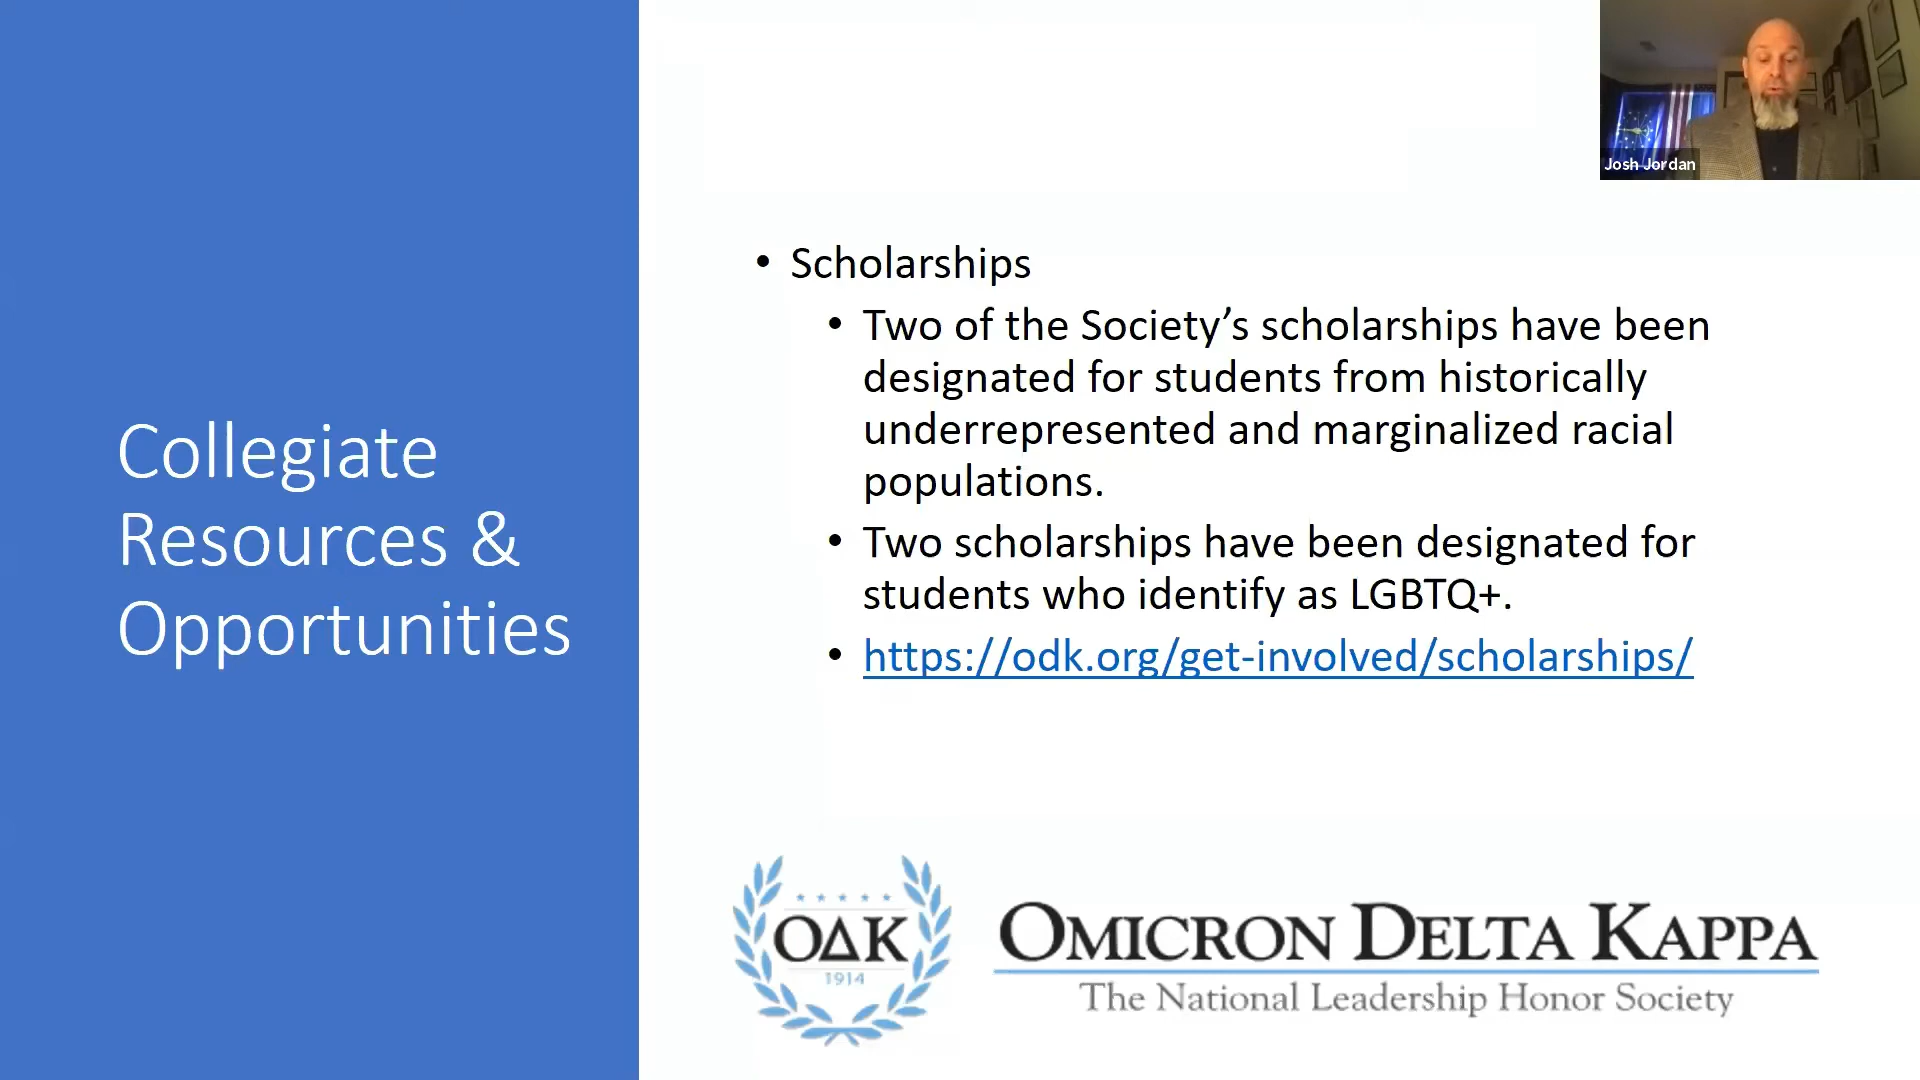 Josh Jordan
Collegiate
Resources &
Opportunities
• Scholarships
• Two of the Society’s scholarships have been
designated for students from historically
underrepresented and marginalized racial
populations.
• Two scholarships have been designated for
students who identify as LGBTQ+.
• https://odk.org/get-involved/scholarships/
ΟΔΚ
1914
OMICRON DELTA KAPPA
The National Leadership Honor Society